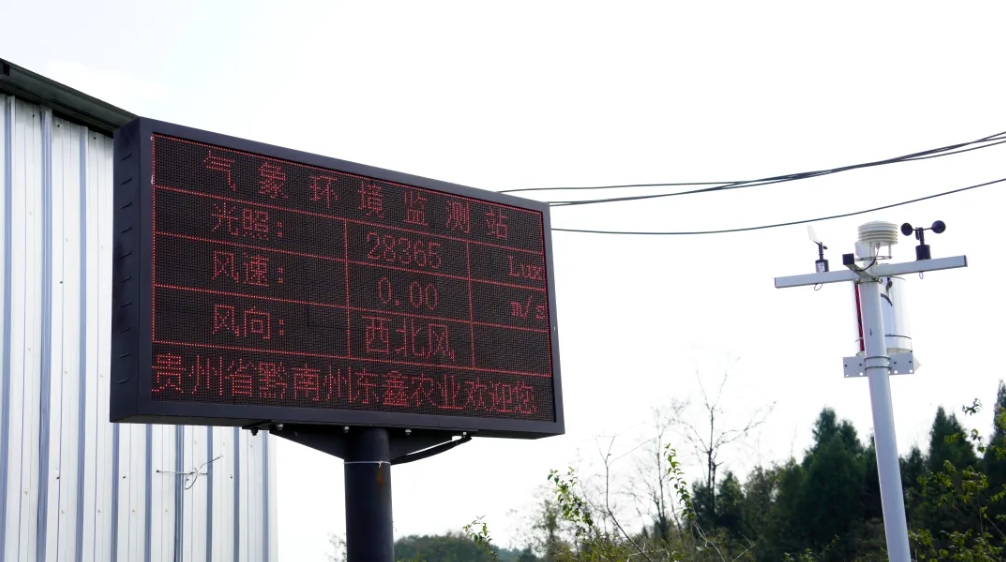 气象环境监测站
光照: 28365 Lux
风速: 0.00 m/s
风向: 西北风
贵州省黔南州东鑫农业欢迎您